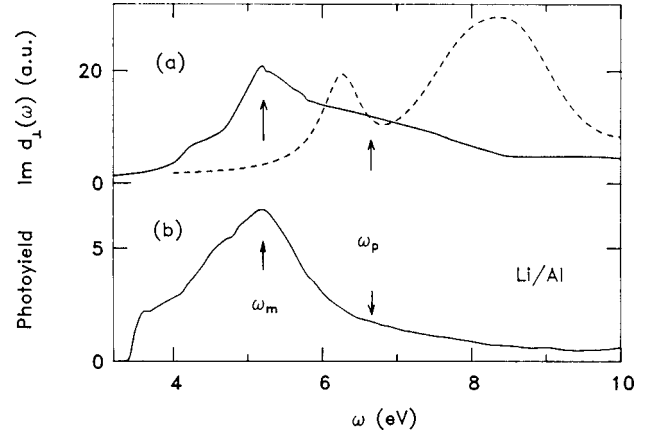 (a)
Im d⊥(ω) (a.u.)
20
0
(b)
Photoyield
5
0
ωm
ωp
Li/Al
4
6
8
10
ω (eV)